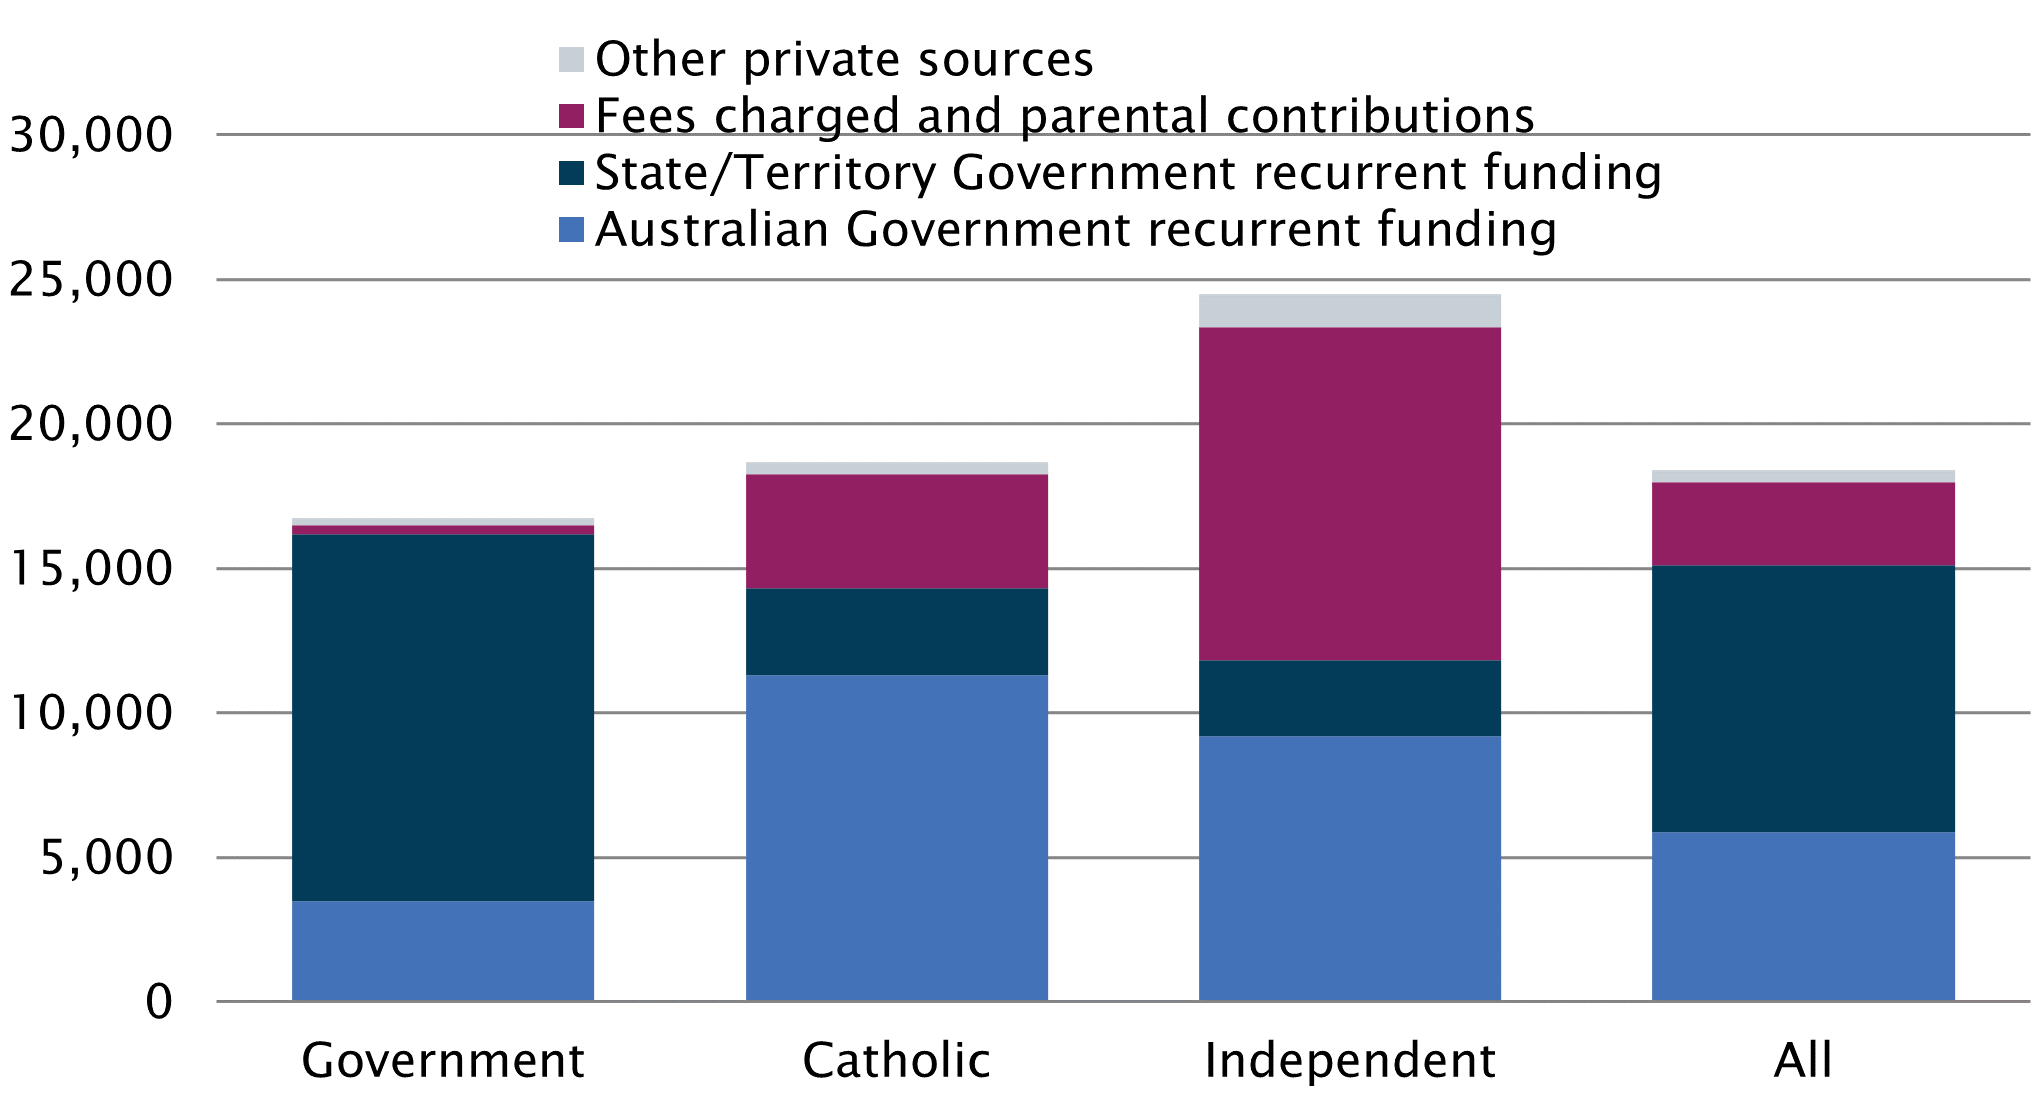 Other private sources
Fees charged and parental contributions
State/Territory Government recurrent funding
Australian Government recurrent funding
30,000
25,000
20,000
15,000
10,000
5,000
0
Government Catholic Independent All